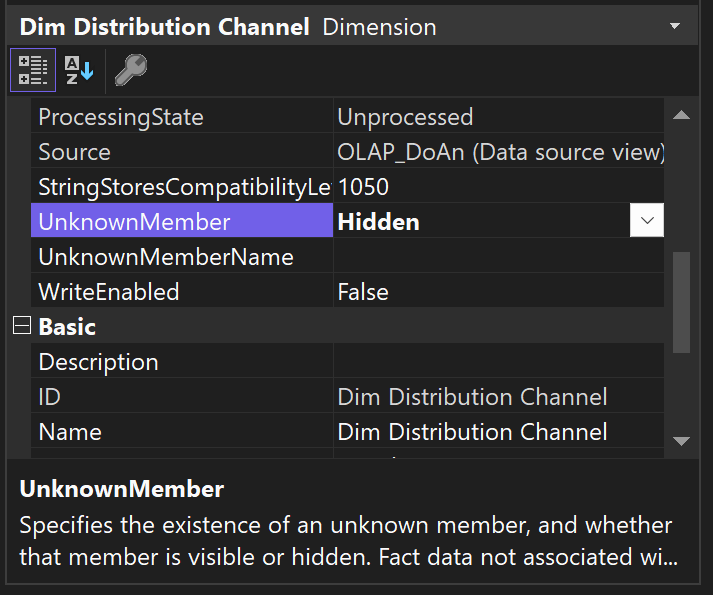 Dim Distribution Channel Dimension
ProcessingState Unprocessed
Source OLAP_DoAn (Data source view)
StringStoresCompatibilityLe 1050
UnknownMember Hidden
UnknownMemberName
WriteEnabled False
Basic
Description
ID Dim Distribution Channel
Name Dim Distribution Channel
UnknownMember
Specifies the existence of an unknown member, and whether
that member is visible or hidden. Fact data not associated wi...